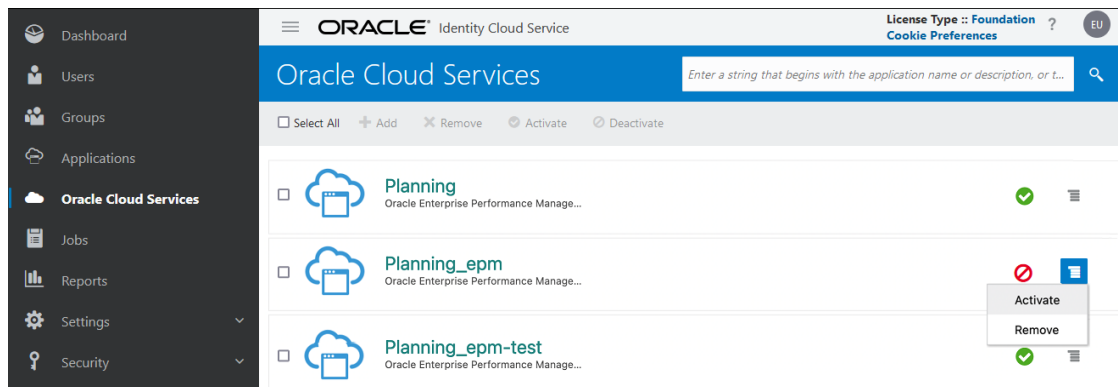 Dashboard
Users
Groups
Applications
Oracle Cloud Services
Jobs
Reports
Settings
Security
ORACLE® Identity Cloud Service
License Type :: Foundation
Cookie Preferences
?
EU
Oracle Cloud Services
Enter a string that begins with the application name or description, or t...
Select All
Add
Remove
Activate
Deactivate
Planning
Oracle Enterprise Performance Manage...
Planning_epm
Oracle Enterprise Performance Manage...
Activate
Remove
Planning_epm-test
Oracle Enterprise Performance Manage...